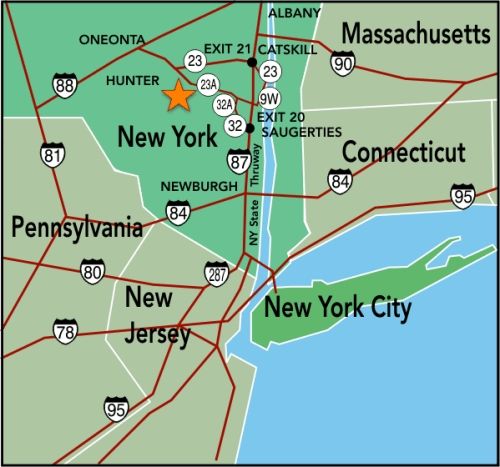 ALBANY
Massachusetts
ONEONTA
EXIT 21
CATSKILL
23
90
HUNTER
23A
23
88
32A
9W
EXIT 20
SAUGERTIES
32
New York
81
87
Connecticut
NEWBURGH
84
84
95
NY State Thruway
Pennsylvania
80
287
New
Jersey
New York City
78
95